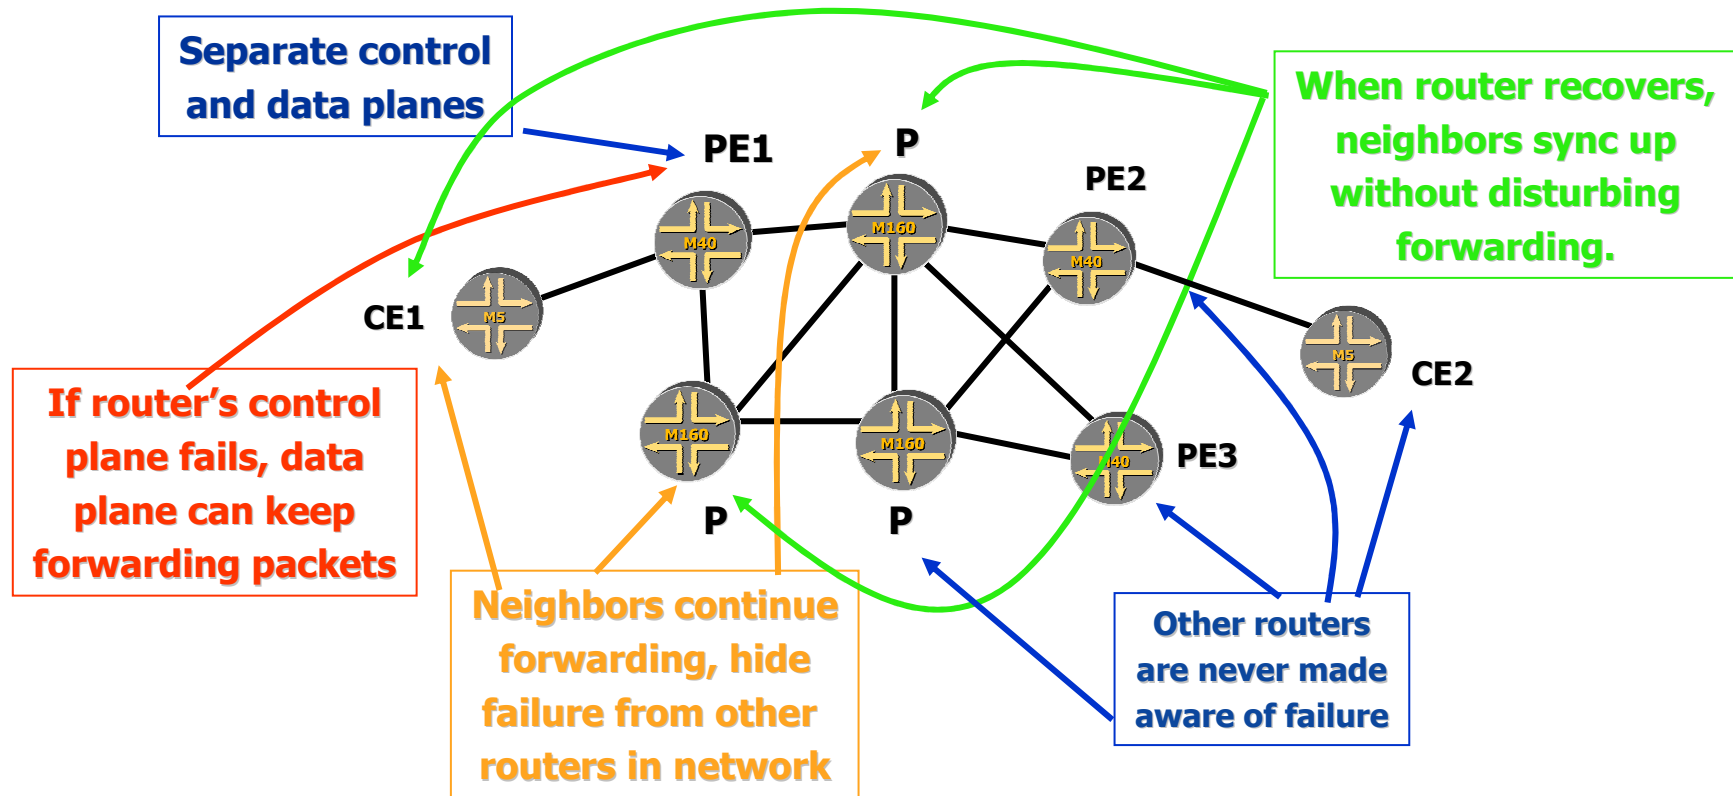 Separate control
and data planes
When router recovers,
neighbors sync up
without disturbing
forwarding.
PE1
P
PE2
M40
M160
M40
CE1
M5
M5
CE2
If router’s control
plane fails, data
plane can keep
forwarding packets
M160
M160
M40
PE3
P
P
Neighbors continue
forwarding, hide
failure from other
routers in network
Other routers
are never made
aware of failure